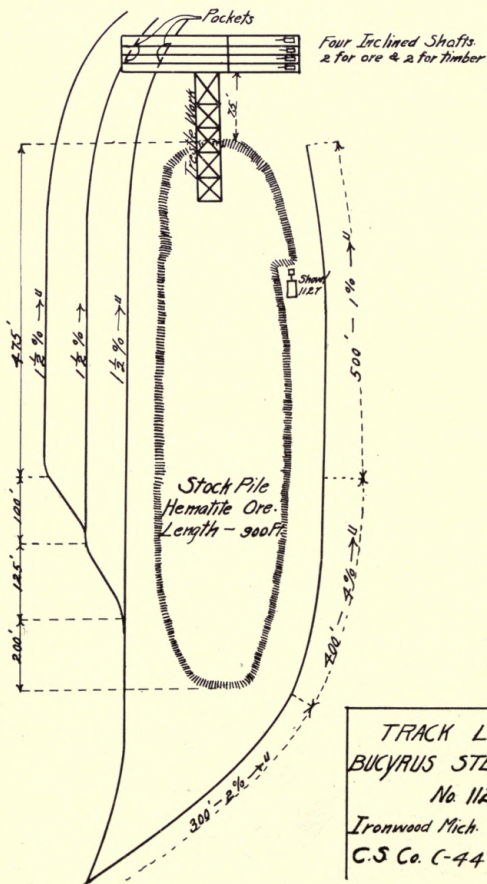 Pockets
Four Inclined Shafts.
2 for ore & 2 for timber
Trestle Work
75'
Shovel
1127
475'
1½% → "
1½% →
1½% → "
500' - 1% → "
Stock Pile
Hematite Ore.
Length - 900 Ft.
100'
125'
200'
400' - 4% → "
300' - 2% → "
TRACK L
BUCYRUS STE
No. 112
Ironwood Mich.
C.S. Co. C-44